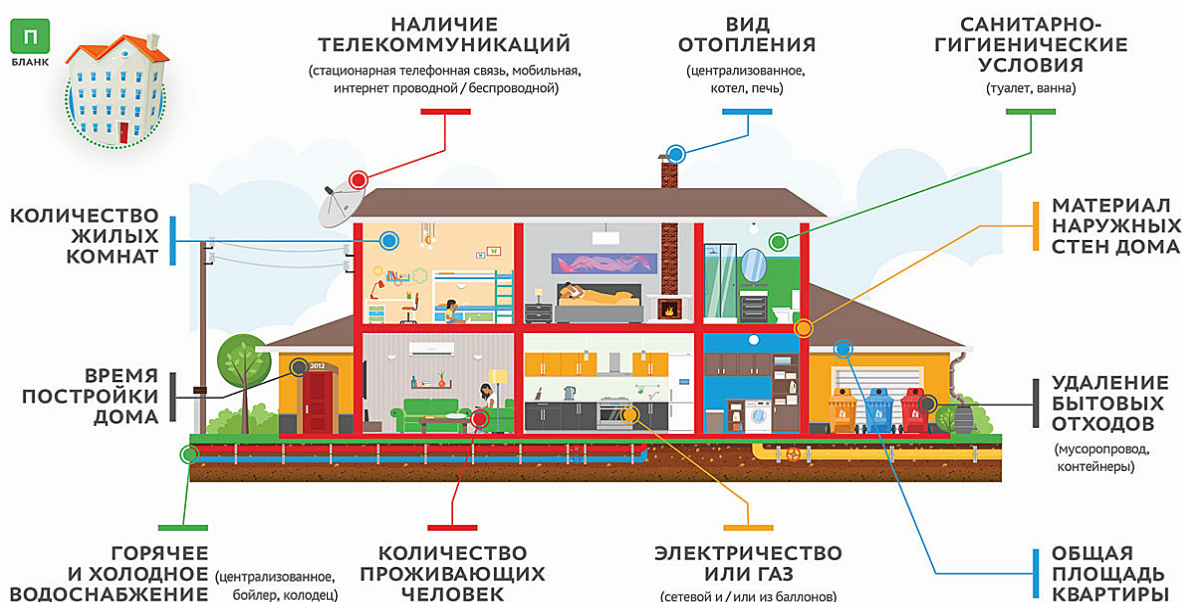 П
БЛАНК
НАЛИЧИЕ
ТЕЛЕКОММУНИКАЦИЙ
(стационарная телефонная связь, мобильная,
интернет проводной / беспроводной)
ВИД
ОТОПЛЕНИЯ
(централизованное,
котел, печь)
САНИТАРНО-
ГИГИЕНИЧЕСКИЕ
УСЛОВИЯ
(туалет, ванна)
КОЛИЧЕСТВО
ЖИЛЫХ
КОМНАТ
МАТЕРИАЛ
НАРУЖНЫХ
СТЕН ДОМА
ВРЕМЯ
ПОСТРОЙКИ
ДОМА
2012
УДАЛЕНИЕ
БЫТОВЫХ
ОТХОДОВ
(мусоропровод,
контейнеры)
ГОРЯЧЕЕ
И ХОЛОДНОЕ
ВОДОСНАБЖЕНИЕ
(централизованное,
бойлер, колодец)
КОЛИЧЕСТВО
ПРОЖИВАЮЩИХ
ЧЕЛОВЕК
ЭЛЕКТРИЧЕСТВО
ИЛИ ГАЗ
(сетевой и / или из баллонов)
ОБЩАЯ
ПЛОЩАДЬ
КВАРТИРЫ